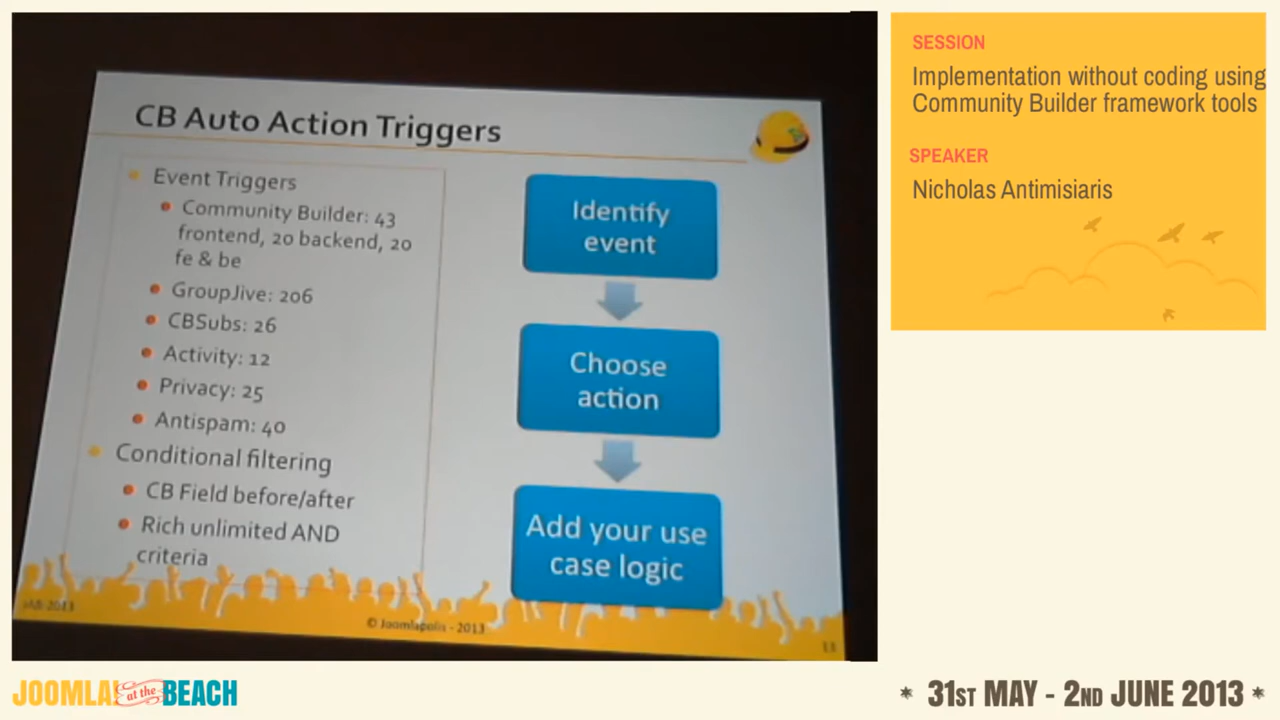 CB Auto Action Triggers
Event Triggers
Community Builder: 43
frontend, 20 backend, 20
fe & be
GroupJive: 206
CBSubs: 26
Activity: 12
Privacy: 25
Antispam: 40
Conditional filtering
CB Field before/after
Rich unlimited AND
criteria
Identify
event
Choose
action
Add your use
case logic
© Joomlapolis - 2013
13
SESSION
Implementation without coding using
Community Builder framework tools
SPEAKER
Nicholas Antimisiaris
JOOMLA! at the BEACH
* 31ST MAY - 2ND JUNE 2013 *